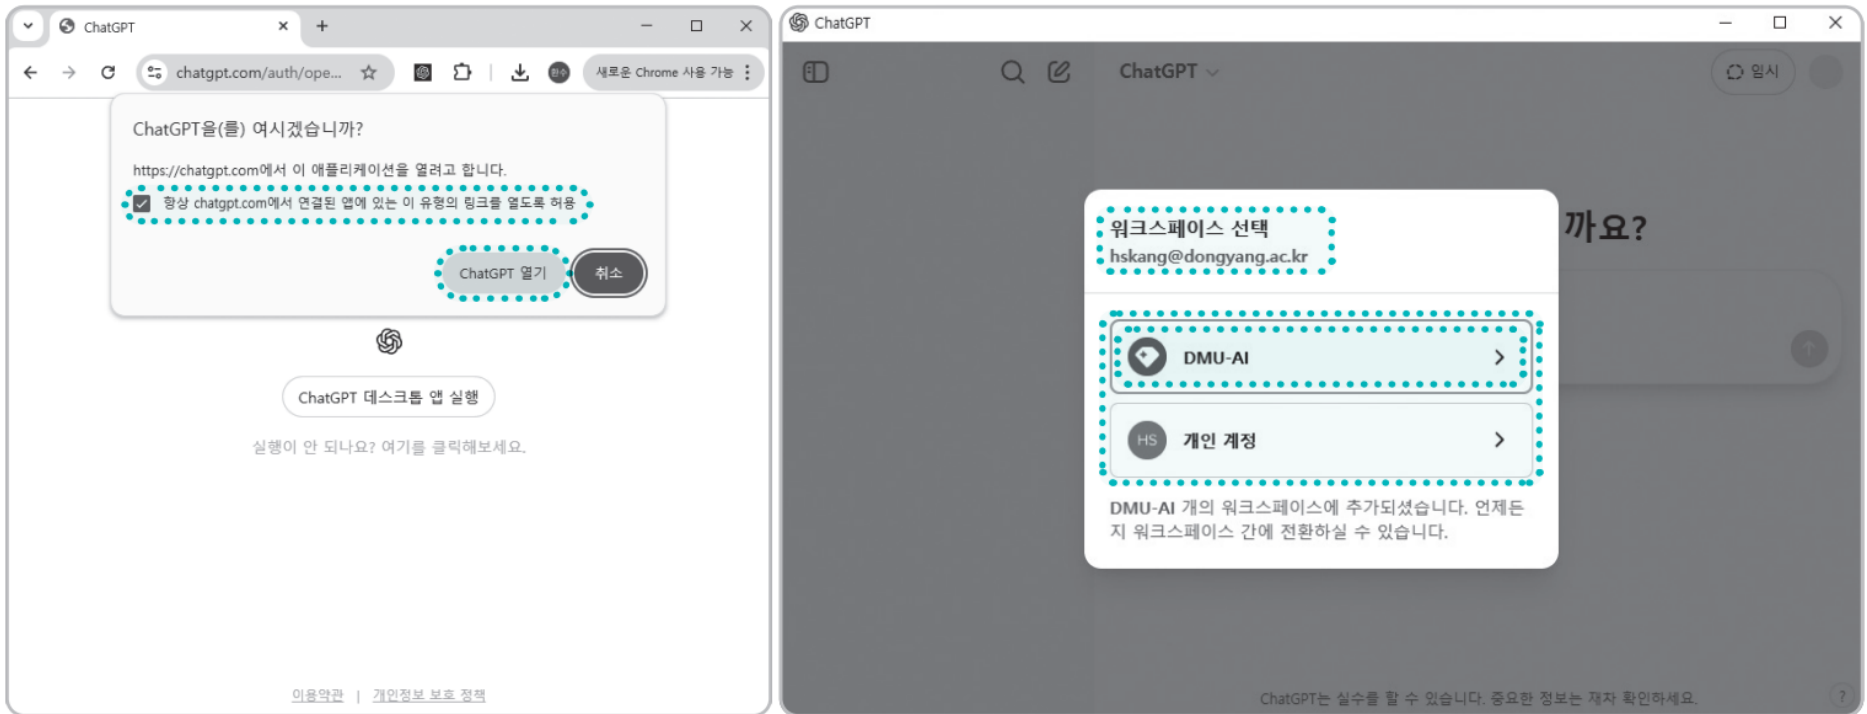 ChatGPT
chatgpt.com/auth/ope...
새로운 Chrome 사용 가능
ChatGPT을(를) 여시겠습니까?
https://chatgpt.com에서 이 애플리케이션을 열려고 합니다.
항상 chatgpt.com에서 연결된 앱에 있는 이 유형의 링크를 열도록 허용
ChatGPT 열기
취소
ChatGPT 데스크톱 앱 실행
실행이 안 되나요? 여기를 클릭해보세요.
이용약관 | 개인정보 보호 정책
ChatGPT
ChatGPT
임시
까요?
워크스페이스 선택
hskang@dongyang.ac.kr
DMU-AI
HS 개인 계정
DMU-AI 개의 워크스페이스에 추가되셨습니다. 언제든
지 워크스페이스 간에 전환하실 수 있습니다.
ChatGPT는 실수를 할 수 있습니다. 중요한 정보는 재차 확인하세요.
?